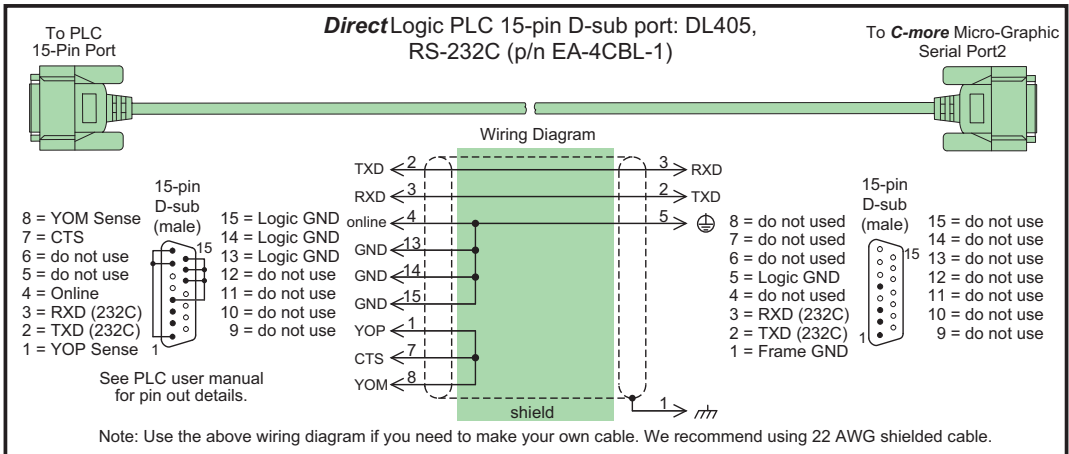 DirectLogic PLC 15-pin D-sub port: DL405,
RS-232C (p/n EA-4CBL-1)
To PLC
15-Pin Port
To C-more Micro-Graphic
Serial Port2
Wiring Diagram
15-pin
D-sub
(male)
8 = YOM Sense
7 = CTS
6 = do not use
5 = do not use
4 = Online
3 = RXD (232C)
2 = TXD (232C)
1 = YOP Sense
15
1
15 = Logic GND
14 = Logic GND
13 = Logic GND
12 = do not use
11 = do not use
10 = do not use
9 = do not use
See PLC user manual
for pin out details.
TXD 2 3 RXD
RXD 3 2 TXD
online 4 5
GND 13
GND 14
GND 15
YOP 1
CTS 7
YOM 8
shield 1
15-pin
D-sub
(male)
8 = do not used
7 = do not used
6 = do not used
5 = Logic GND
4 = do not used
3 = RXD (232C)
2 = TXD (232C)
1 = Frame GND
15
1
15 = do not use
14 = do not use
13 = do not use
12 = do not use
11 = do not use
10 = do not use
9 = do not use
Note: Use the above wiring diagram if you need to make your own cable. We recommend using 22 AWG shielded cable.